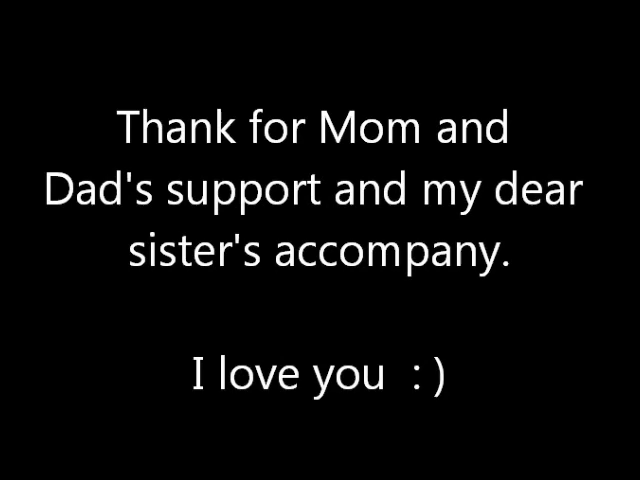 Thank for Mom and
Dad's support and my dear
sister's accompany.
I love you  : )